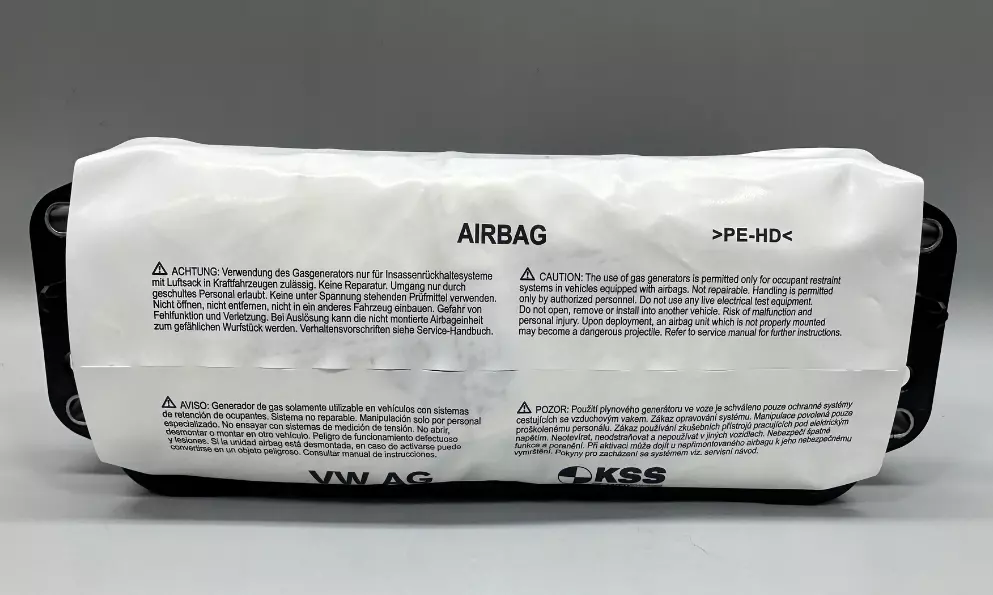 AIRBAG
>PE-HD<
⚠ ACHTUNG: Verwendung des Gasgenerators nur für Insassenrückhaltesysteme
mit Luftsack in Kraftfahrzeugen zulässig. Keine Reparatur. Umgang nur durch
geschultes Personal erlaubt. Keine unter Spannung stehenden Prüfmittel verwenden.
Nicht öffnen, nicht entfernen, nicht in ein anderes Fahrzeug einbauen. Gefahr von
Fehlfunktion und Verletzung. Bei Auslösung kann die nicht montierte Airbageinheit
zum gefählichen Wurfstück werden. Verhaltensvorschriften siehe Service-Handbuch.
⚠ CAUTION: The use of gas generators is permitted only for occupant restraint
systems in vehicles equipped with airbags. Not repairable. Handling is permitted
only by authorized personnel. Do not use any live electrical test equipment.
Do not open, remove or install into another vehicle. Risk of malfunction and
personal injury. Upon deployment, an airbag unit which is not properly mounted
may become a dangerous projectile. Refer to service manual for further instructions.
⚠ AVISO: Generador de gas solamente utilizable en vehículos con sistemas
de retención de ocupantes. Sistema no reparable. Manipulación solo por personal
especializado. No ensayar con sistemas de medición de tensión. No abrir,
desmontar o montar en otro vehículo. Peligro de funcionamiento defectuoso
y lesiones. Si la unidad airbag está desmontada, en caso de activarse puedo
convertirse en un objeto peligroso. Consultar manual de instrucciones.
⚠ POZOR: Použití plynového generátoru ve voze je schváleno pouze ochranné systémy
cestujících se vzduchovým vakem. Zákaz opravování systému. Manipulace povolená pouze
proškolenému personálu. Zákaz používání zkušebních přístrojů pracujících pod elektrickým
napětím. Neotevírat, neodstraňovat a nepoužívat v jiných vozidlech. Nebezpečí špatné
funkce a poranění. Při aktivaci může dojít u nepřimontovaného airbagu k jeho nebezpečnému
vymrštění. Pokyny pro zacházení se systémem viz. servisní návod.
VW AG
KSS